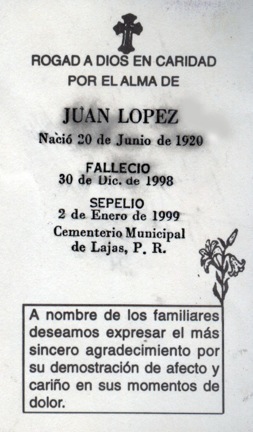 ROGAD A DIOS EN CARIDAD
POR EL ALMA DE
JUAN LOPEZ
Nació 20 de Junio de 1920
FALLECIO
30 de Dic. de 1998
SEPELIO
2 de Enero de 1999
Cementerio Municipal
de Lajas, P. R.
A nombre de los familiares
deseamos expresar el más
sincero agradecimiento por
su demostración de afecto y
cariño en sus momentos de
dolor.